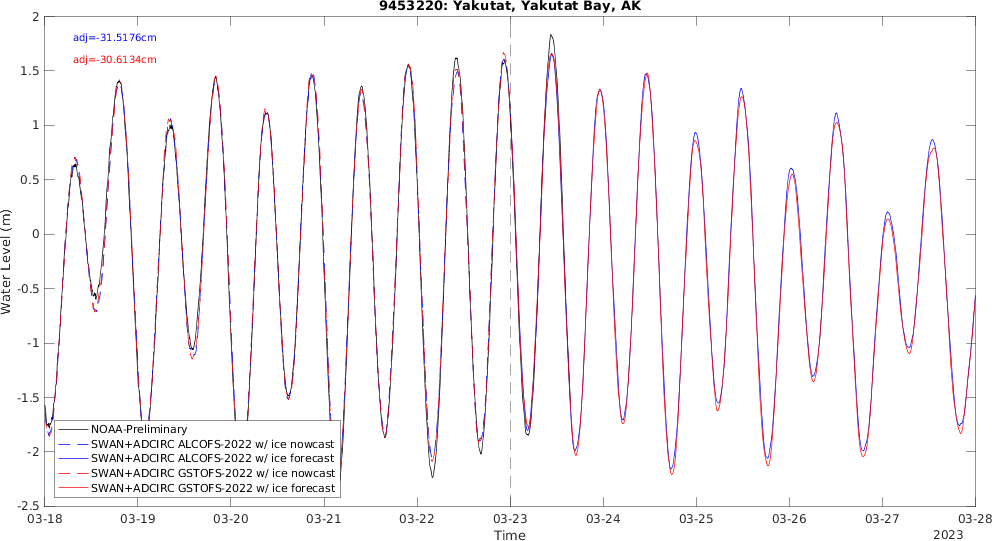 9453220: Yakutat, Yakutat Bay, AK
adj=-31.5176cm
adj=-30.6134cm
Water Level (m)
2
1.5
1
0.5
0
-0.5
-1
-1.5
-2
-2.5
NOAA-Preliminary
SWAN+ADCIRC ALCOFS-2022 w/ ice nowcast
SWAN+ADCIRC ALCOFS-2022 w/ ice forecast
SWAN+ADCIRC GSTOFS-2022 w/ ice nowcast
SWAN+ADCIRC GSTOFS-2022 w/ ice forecast
03-18 03-19 03-20 03-21 03-22 03-23 03-24 03-25 03-26 03-27 03-28
Time
2023